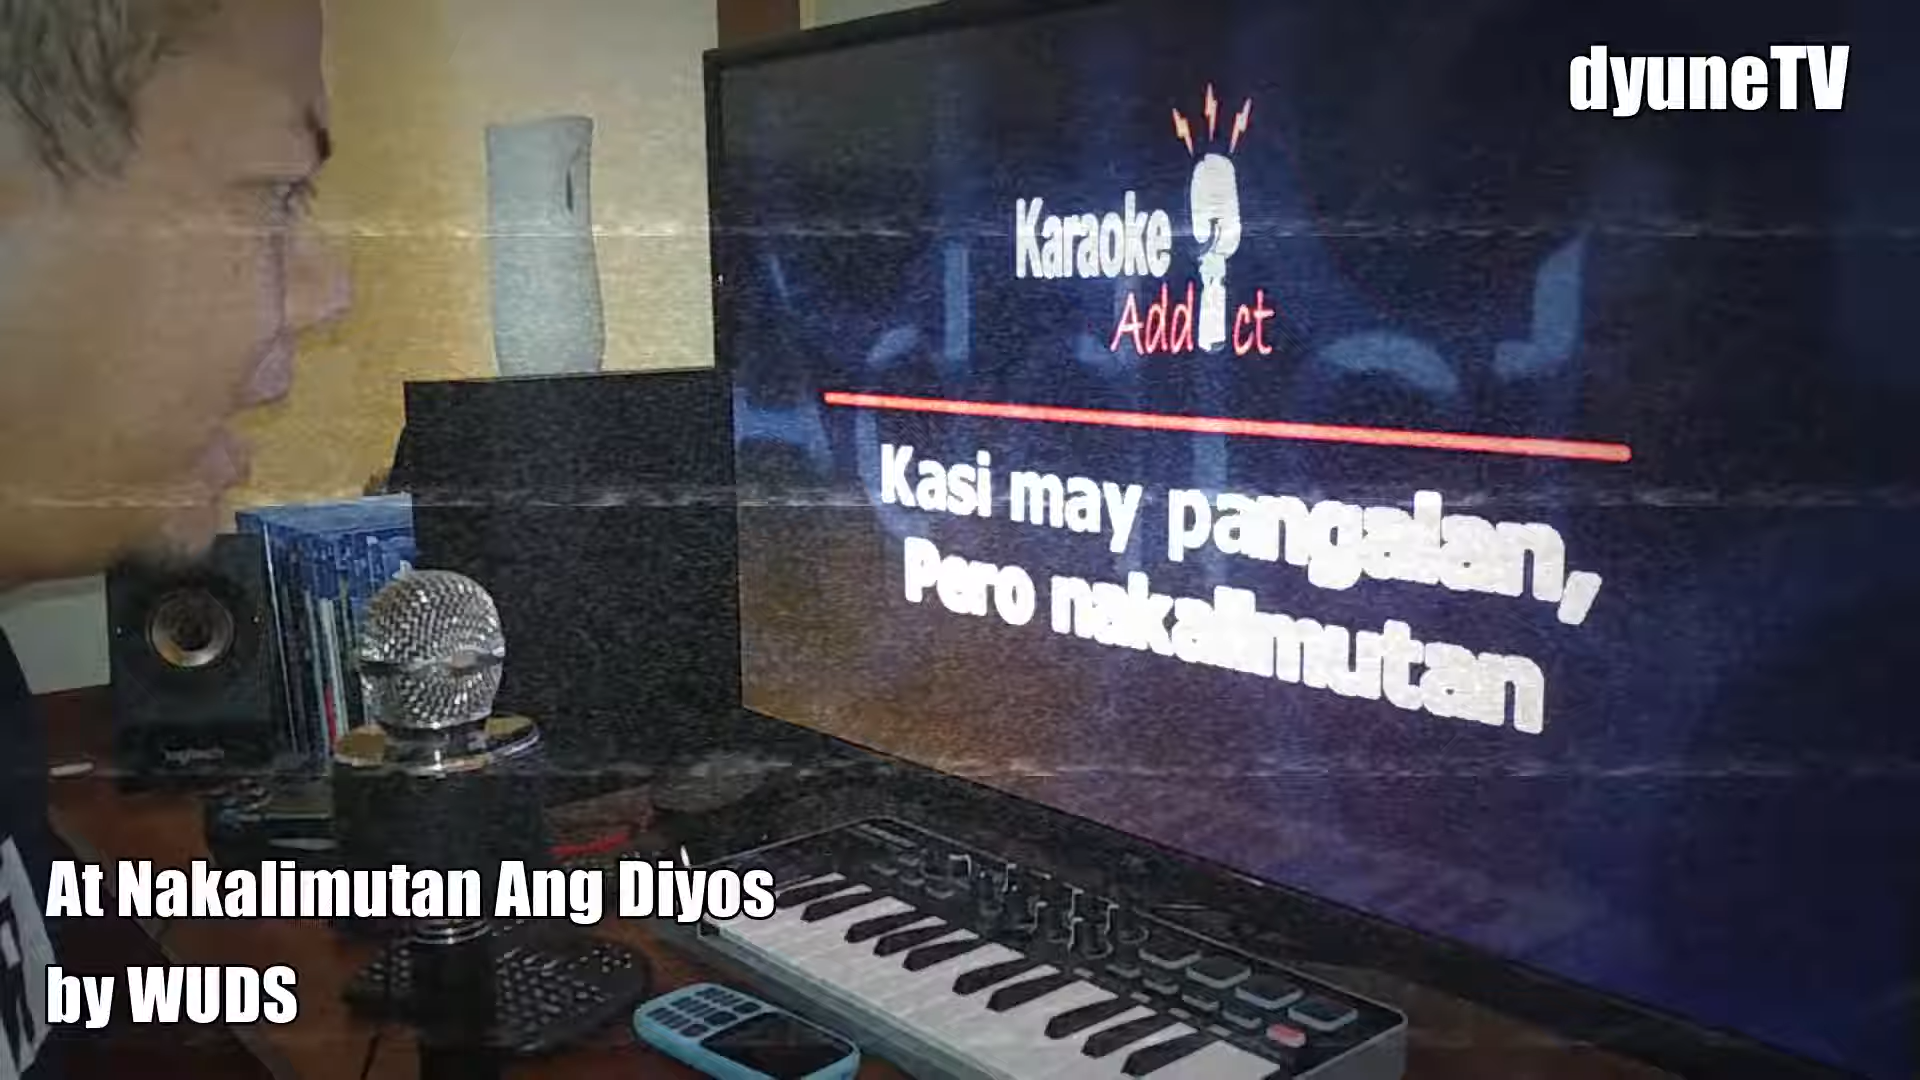 dyuneTV
Karaoke
Addict
Kasi may pangalan,
Pero nakalimutan
At Nakalimutan Ang Diyos
by WUDS